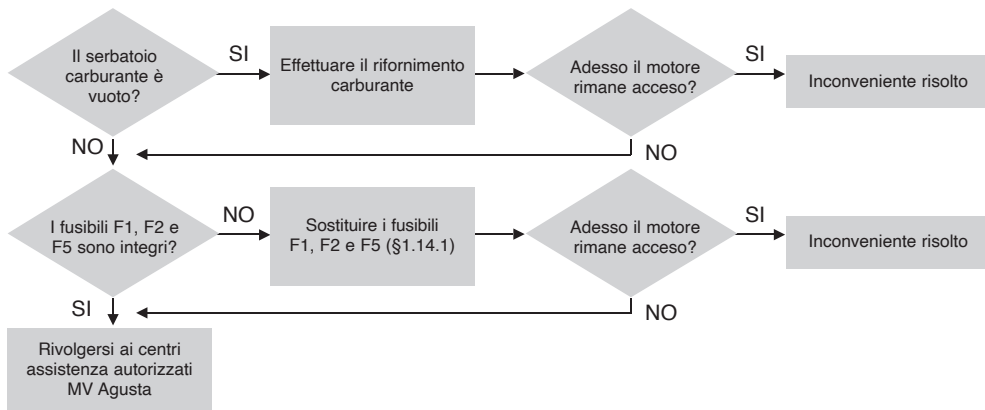 Il serbatoio
carburante è
vuoto?
SI
Effettuare il rifornimento
carburante
Adesso il motore
rimane acceso?
SI
Inconveniente risolto
NO
NO
I fusibili F1, F2 e
F5 sono integri?
NO
Sostituire i fusibili
F1, F2 e F5 (§1.14.1)
Adesso il motore
rimane acceso?
SI
Inconveniente risolto
SI
NO
Rivolgersi ai centri
assistenza autorizzati
MV Agusta